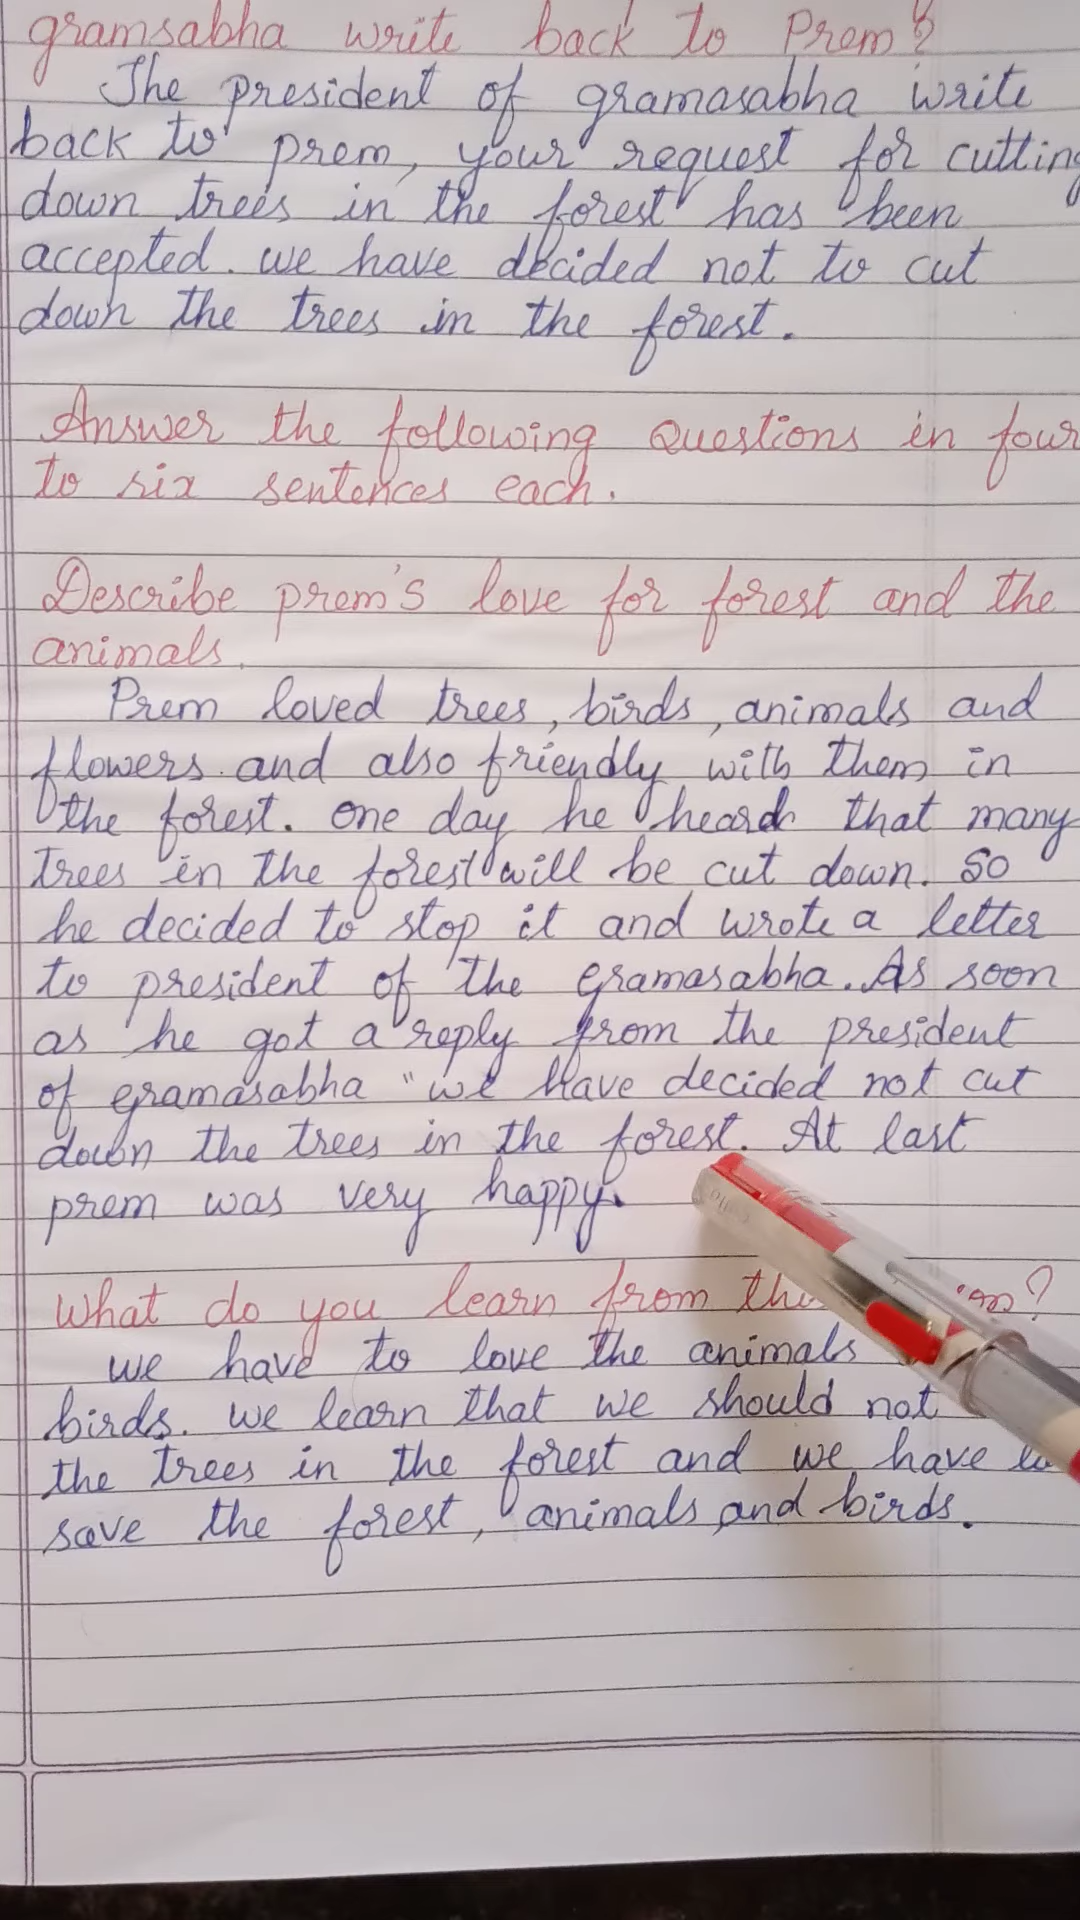 gramsabha write back to Prem?
The president of gramasabha write
back to prem, your request for cutting
down trees in the forest has been
accepted. we have decided not to cut
down the trees in the forest.
Answer the following Questions in four
to six sentences each.
Describe prem's love for forest and the
animals.
Prem loved trees, birds, animals and
flowers and also friendly with them in
the forest. one day he heard that many
trees in the forest will be cut down. So
he decided to stop it and wrote a letter
to president of the gramasabha. As soon
as he got a reply from the president
of gramasabha "we have decided not cut
down the trees in the forest. At last
prem was very happy.
What do you learn from
we have to love the animals
birds. we learn that we should not
the trees in the forest and we have to
save the forest, animals and birds.